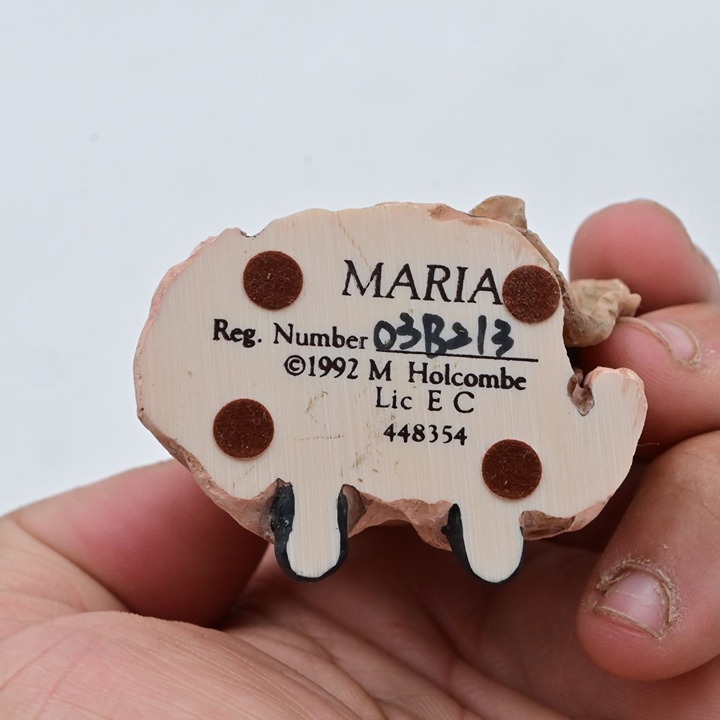 MARIA
Reg. Number 03B213
©1992 M Holcombe
Lic E C
448354